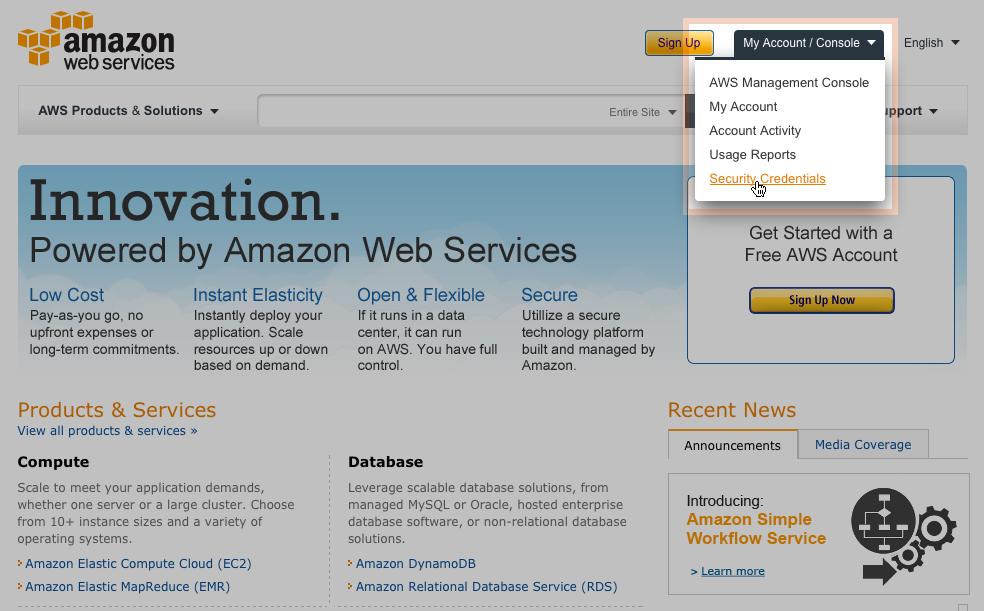 amazon
web services
Sign Up
My Account / Console
English
AWS Management Console
My Account
Account Activity
Usage Reports
Security Credentials
AWS Products & Solutions
Entire Site
upport
Innovation.
Powered by Amazon Web Services
Low Cost
Pay-as-you go, no
upfront expenses or
long-term commitments.
Instant Elasticity
Instantly deploy your
application. Scale
resources up or down
based on demand.
Open & Flexible
If it runs in a data
center, it can run
on AWS. You have full
control.
Secure
Utillize a secure
technology platform
built and managed by
Amazon.
Get Started with a
Free AWS Account
Sign Up Now
Products & Services
View all products & services »
Compute
Scale to meet your application demands,
whether one server or a large cluster. Choose
from 10+ instance sizes and a variety of
operating systems.
Amazon Elastic Compute Cloud (EC2)
Amazon Elastic MapReduce (EMR)
Database
Leverage scalable database solutions, from
managed MySQL or Oracle, hosted enterprise
database software, or non-relational database
solutions.
Amazon DynamoDB
Amazon Relational Database Service (RDS)
Recent News
Announcements
Media Coverage
Introducing:
Amazon Simple
Workflow Service
> Learn more